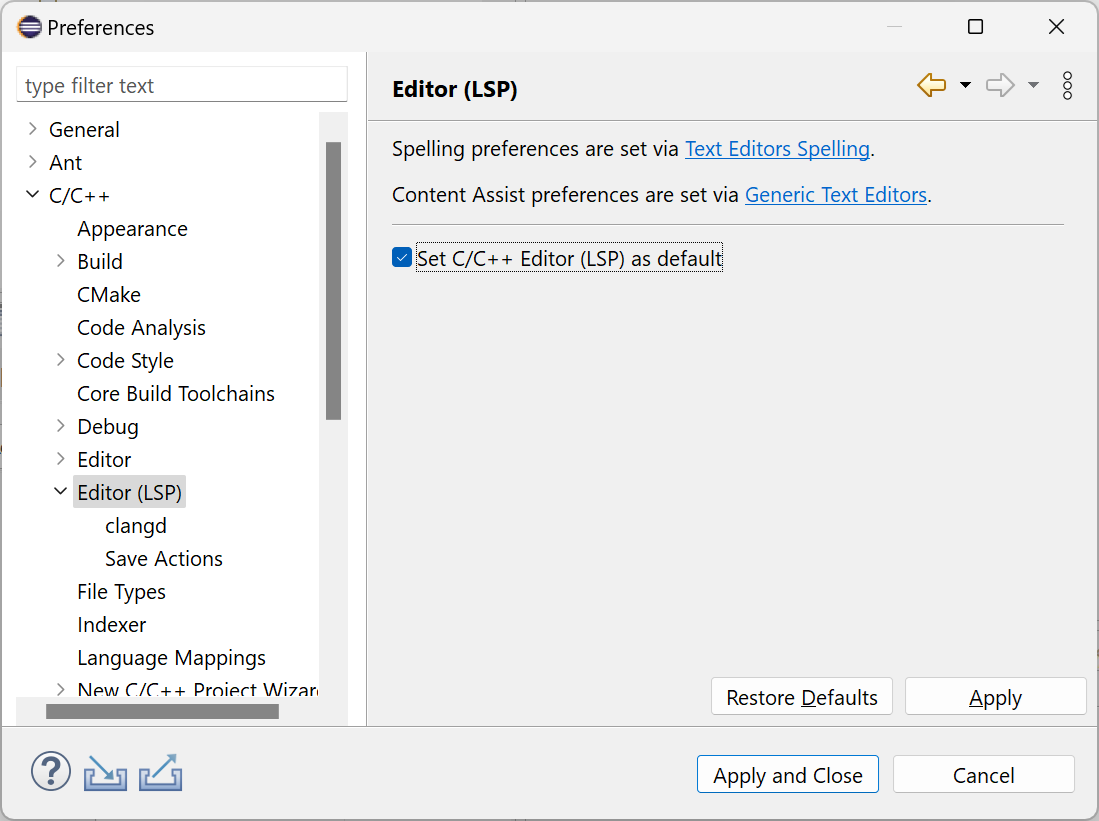 Preferences
type filter text
General
Ant
C/C++
Appearance
Build
CMake
Code Analysis
Code Style
Core Build Toolchains
Debug
Editor
Editor (LSP)
clangd
Save Actions
File Types
Indexer
Language Mappings
New C/C++ Project Wizar
Editor (LSP)
Spelling preferences are set via Text Editors Spelling.
Content Assist preferences are set via Generic Text Editors.
Set C/C++ Editor (LSP) as default
Restore Defaults Apply
? Apply and Close Cancel